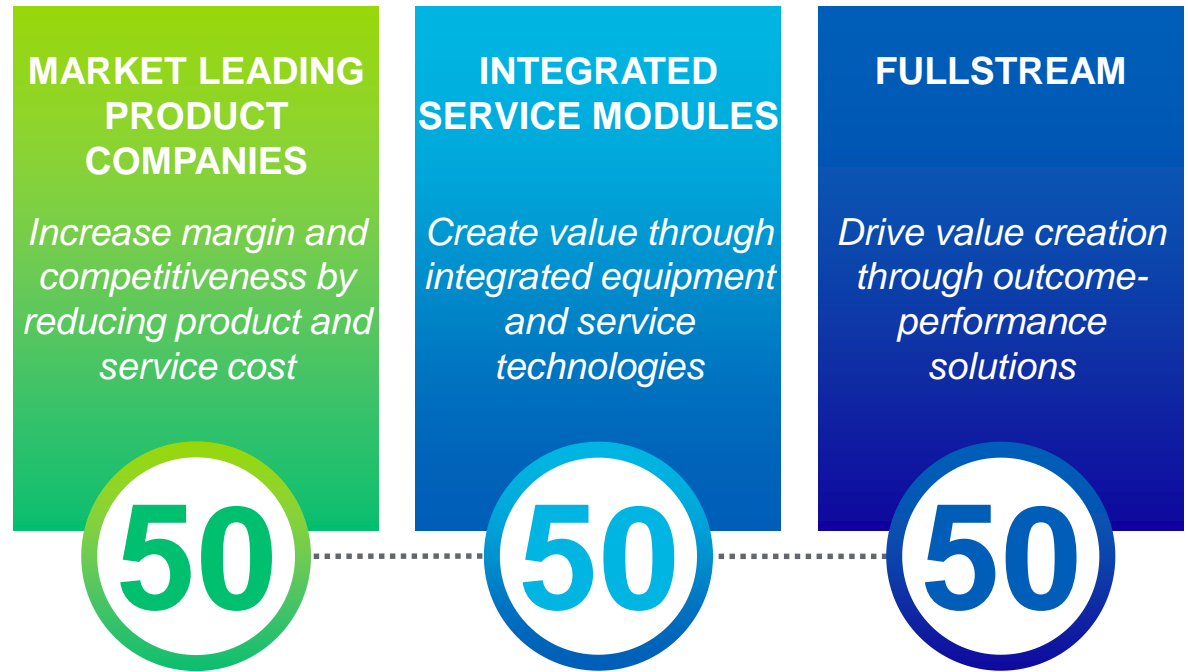 MARKET LEADING
PRODUCT
COMPANIES
Increase margin and
competitiveness by
reducing product and
service cost
50
INTEGRATED
SERVICE MODULES
Create value through
integrated equipment
and service
technologies
50
FULLSTREAM
Drive value creation
through outcome-
performance
solutions
50